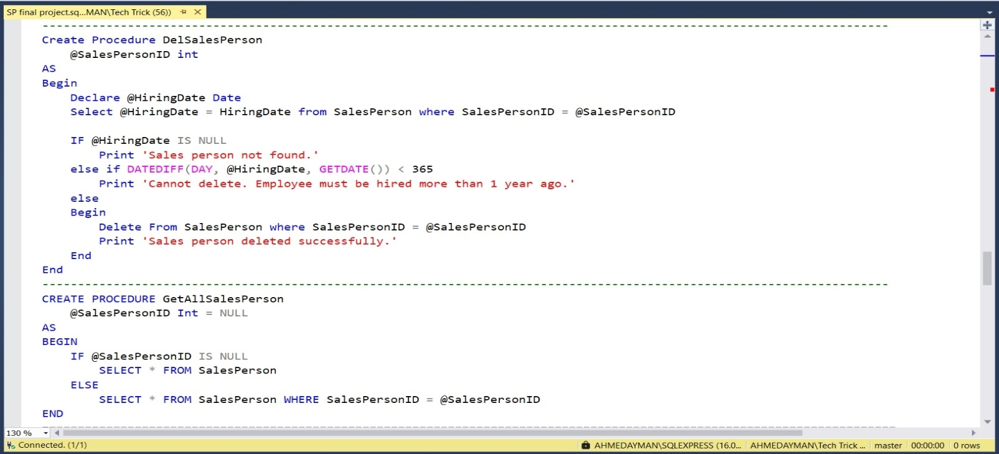 SP final project.sq...MAN\Tech Trick (56))
--------------------------------------------------------------------------------------------------------------------
Create Procedure DelSalesPerson
    @SalesPersonID int
AS
Begin
    Declare @HiringDate Date
    Select @HiringDate = HiringDate from SalesPerson where SalesPersonID = @SalesPersonID

    IF @HiringDate IS NULL
        Print 'Sales person not found.'
    else if DATEDIFF(DAY, @HiringDate, GETDATE()) < 365
        Print 'Cannot delete. Employee must be hired more than 1 year ago.'
    else
    Begin
        Delete From SalesPerson where SalesPersonID = @SalesPersonID
        Print 'Sales person deleted successfully.'
    End
End
--------------------------------------------------------------------------------------------------------------------
CREATE PROCEDURE GetAllSalesPerson
    @SalesPersonID Int = NULL
AS
BEGIN
    IF @SalesPersonID IS NULL
        SELECT * FROM SalesPerson
    ELSE
        SELECT * FROM SalesPerson WHERE SalesPersonID = @SalesPersonID
END
130 %
Connected. (1/1) AHMEDAYMAN\SQLEXPRESS (16.0... AHMEDAYMAN\Tech Trick ... master 00:00:00 0 rows